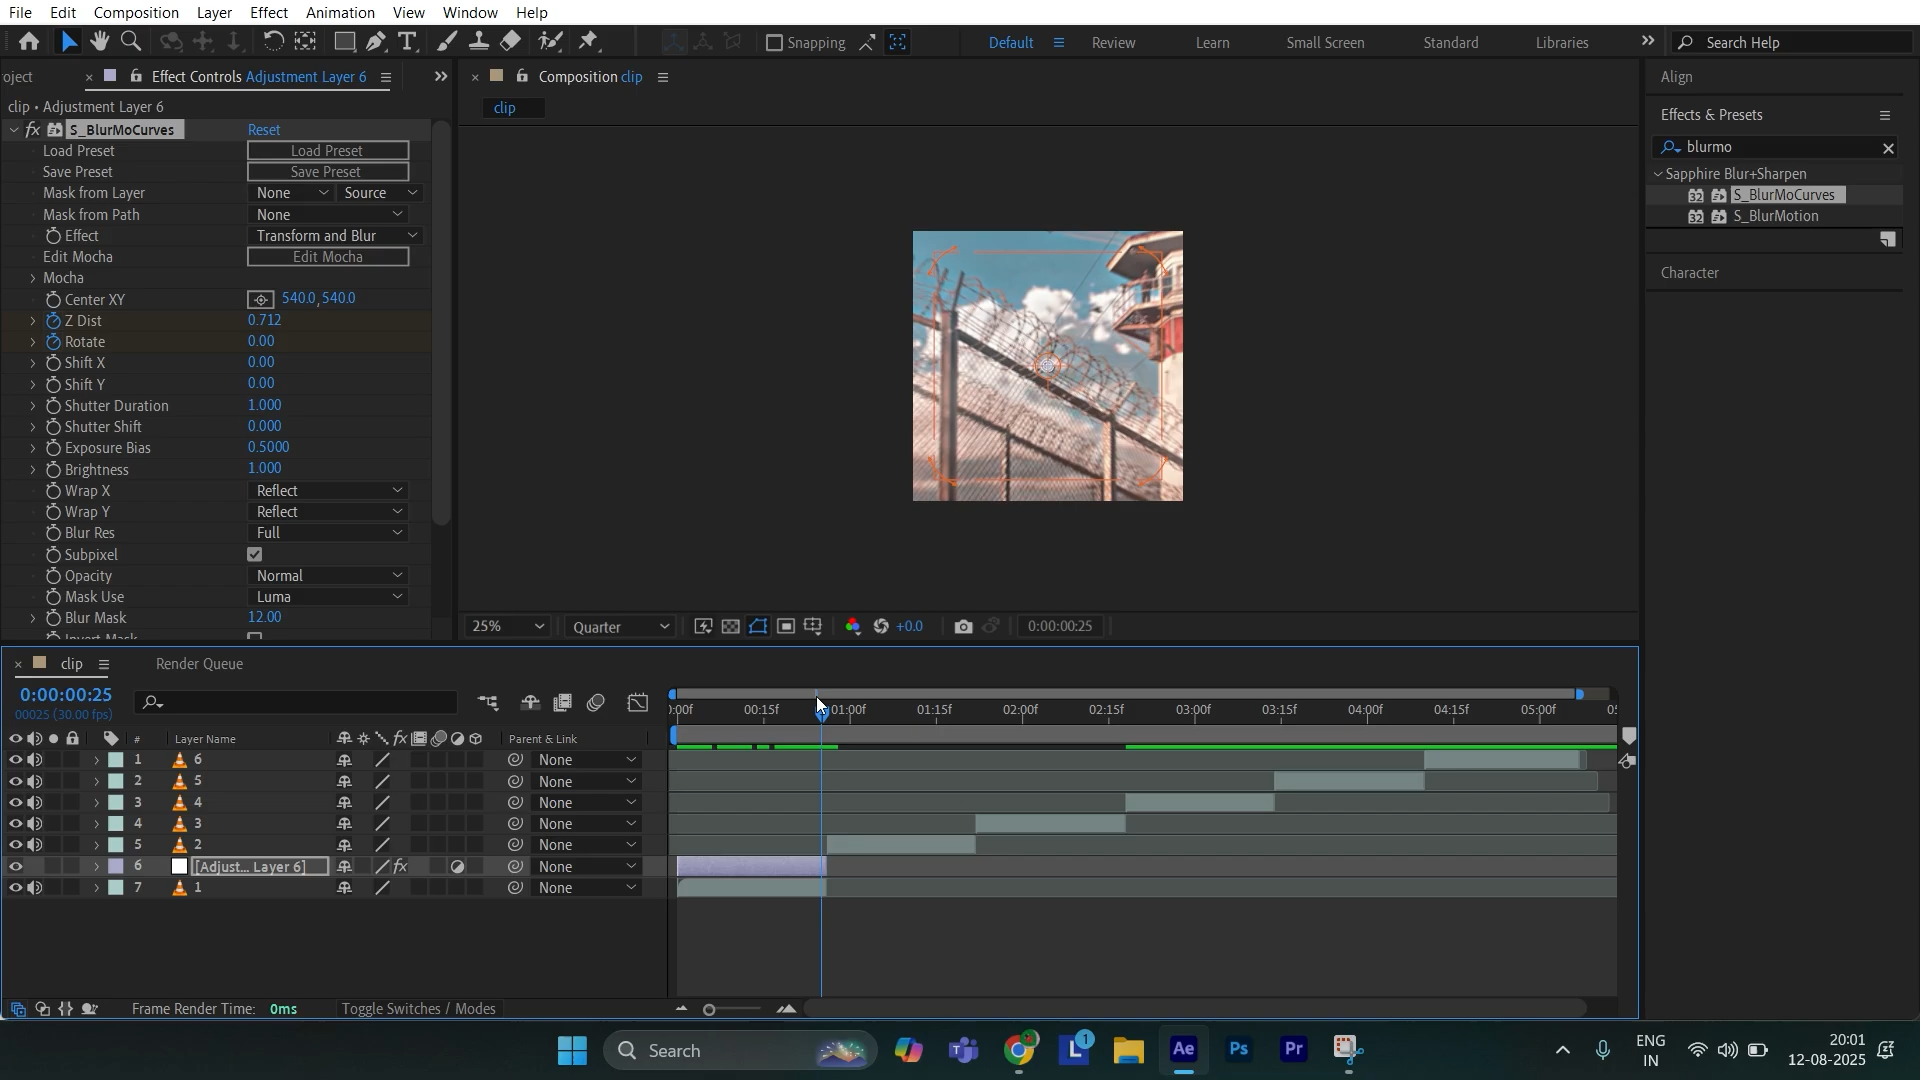 File Edit Composition Layer Effect Animation View Window Help
Snapping Default Review Learn Small Screen Standard Libraries Search Help
oject Effect Controls Adjustment Layer 6
clip • Adjustment Layer 6
fx S_BlurMoCurves Reset
Load Preset Load Preset
Save Preset Save Preset
Mask from Layer None Source
Mask from Path None
Effect Transform and Blur
Edit Mocha Edit Mocha
Mocha
Center XY 540.0, 540.0
Z Dist 0.712
Rotate 0.00
Shift X 0.00
Shift Y 0.00
Shutter Duration 1.000
Shutter Shift 0.000
Exposure Bias 0.5000
Brightness 1.000
Wrap X Reflect
Wrap Y Reflect
Blur Res Full
Subpixel
Opacity Normal
Mask Use Luma
Blur Mask 12.00
Invert Mask
Composition clip
clip
25% Quarter +0.0 0:00:00:25
Align
Effects & Presets
blurmo
Sapphire Blur+Sharpen
32 S_BlurMoCurves
32 S_BlurMotion
Character
clip Render Queue
0:00:00:25
00025 (30.00 fps)
:00f 00:15f 01:00f 01:15f 02:00f 02:15f 03:00f 03:15f 04:00f 04:15f 05:00f 05
# Layer Name fx Parent & Link
1 6 None
2 5 None
3 4 None
4 3 None
5 2 None
6 [Adjust... Layer 6] fx None
7 1 None
Frame Render Time: 0ms Toggle Switches / Modes
Search L 1 Ae Ps Pr ENG IN 20:01 12-08-2025